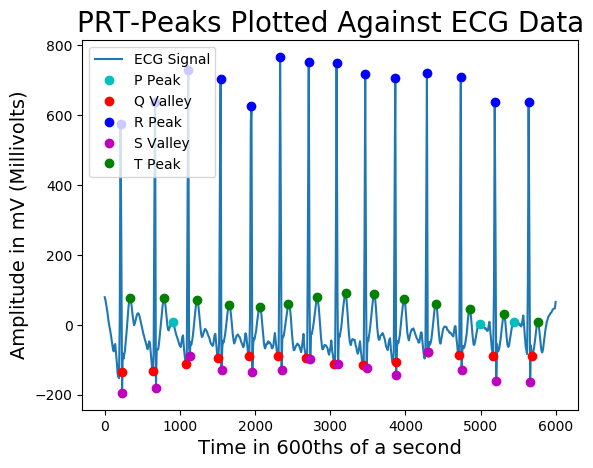 PRT-Peaks Plotted Against ECG Data
ECG Signal
P Peak
Q Valley
R Peak
S Valley
T Peak
Amplitude in mV (Millivolts)
800
600
400
200
0
−200
0 1000 2000 3000 4000 5000 6000
Time in 600ths of a second